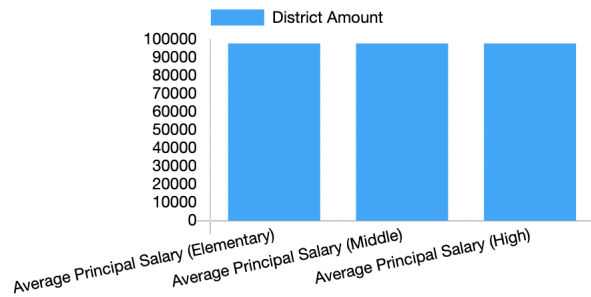 District Amount
100000
90000
80000
70000
60000
50000
40000
30000
20000
10000
0
Average Principal Salary (Elementary)
Average Principal Salary (Middle)
Average Principal Salary (High)